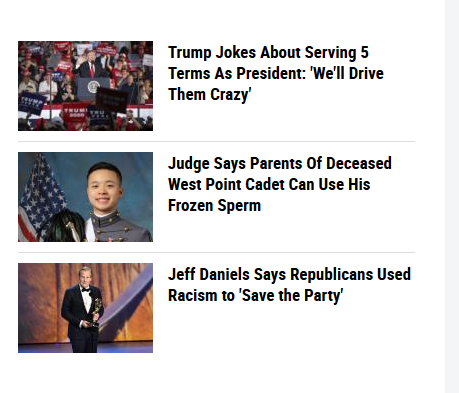 Trump Jokes About Serving 5
Terms As President: 'We'll Drive
Them Crazy'
TRUMP
Judge Says Parents Of Deceased
West Point Cadet Can Use His
Frozen Sperm
Jeff Daniels Says Republicans Used
Racism to 'Save the Party'